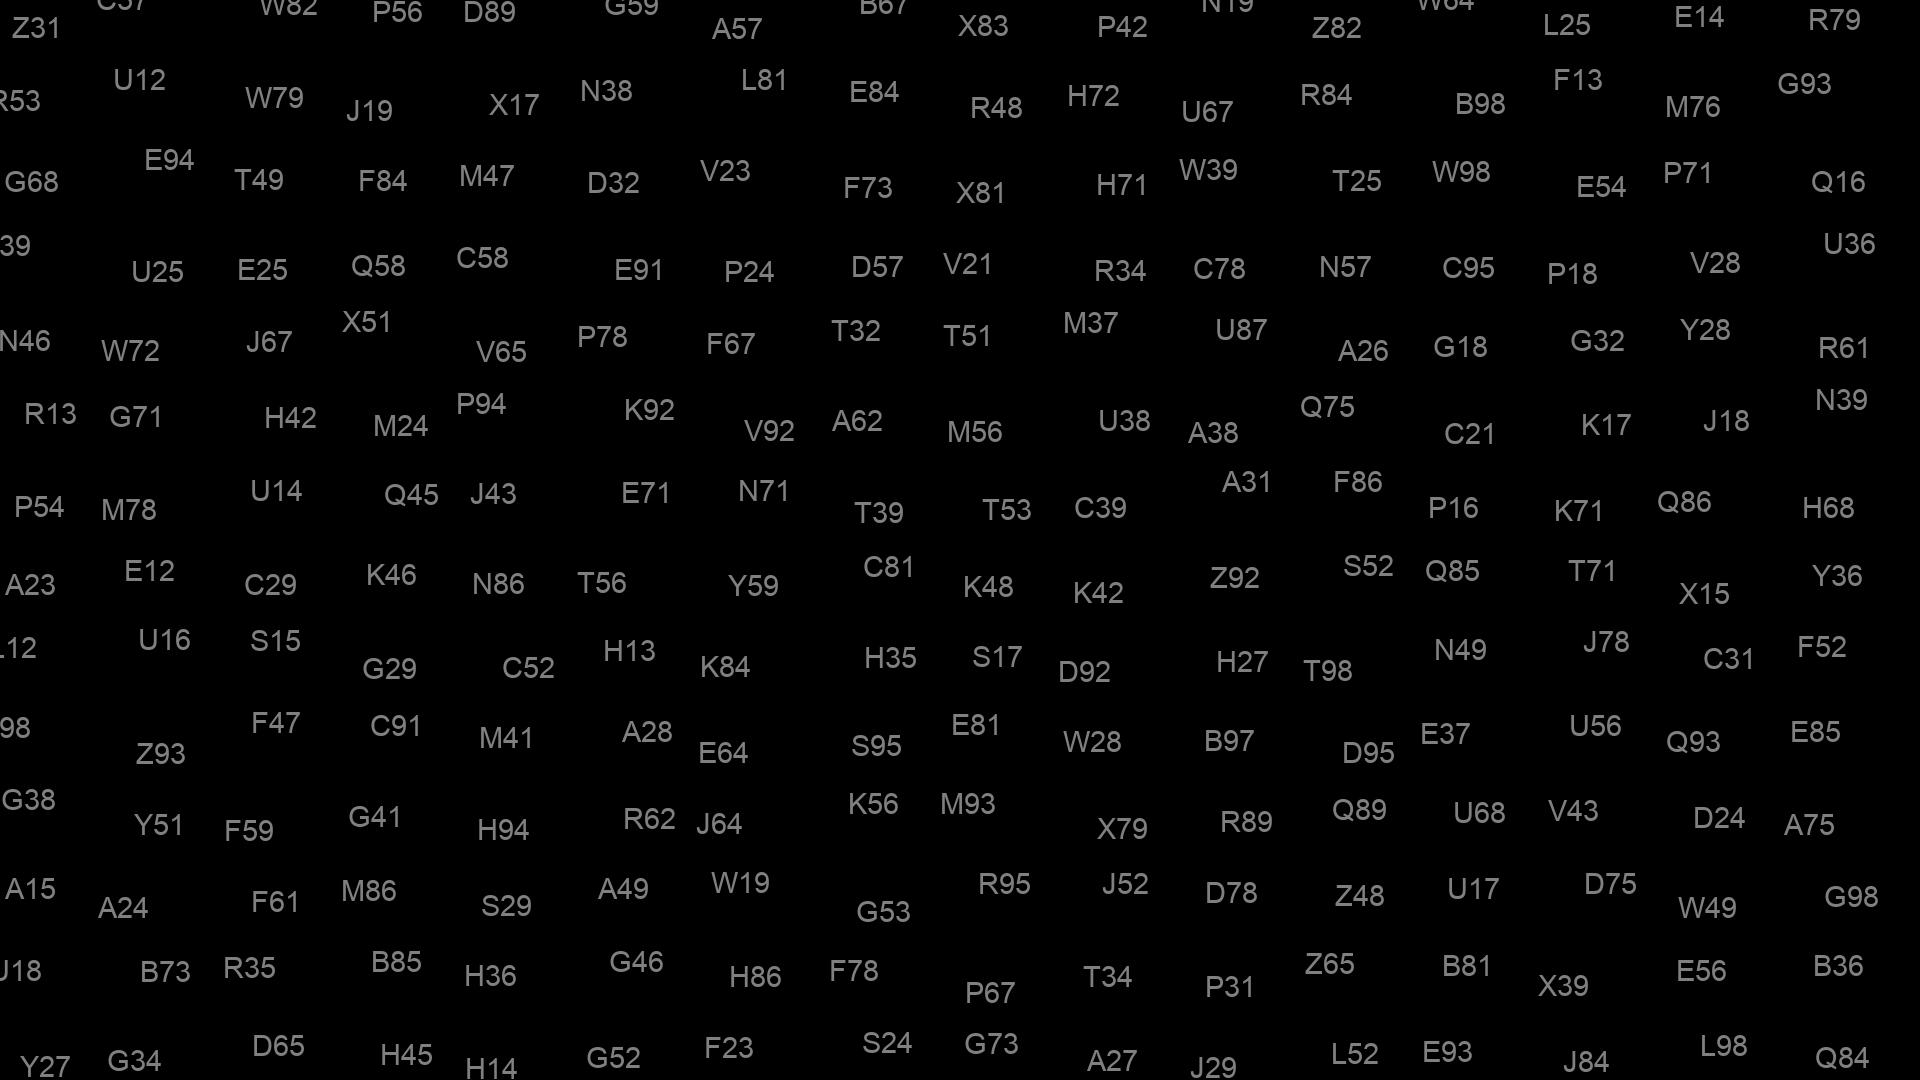 Z31 C37 W82 P56 D89 G59 A57 B67 X83 P42 N19 Z82 W64 L25 E14 R79
R53 U12 W79 J19 X17 N38 L81 E84 R48 H72 U67 R84 B98 F13 M76 G93
G68 E94 T49 F84 M47 D32 V23 F73 X81 H71 W39 T25 W98 E54 P71 Q16
39 U25 E25 Q58 C58 E91 P24 D57 V21 R34 C78 N57 C95 P18 V28 U36
N46 W72 J67 X51 V65 P78 F67 T32 T51 M37 U87 A26 G18 G32 Y28 R61
R13 G71 H42 M24 P94 K92 V92 A62 M56 U38 A38 Q75 C21 K17 J18 N39
P54 M78 U14 Q45 J43 E71 N71 T39 T53 C39 A31 F86 P16 K71 Q86 H68
A23 E12 C29 K46 N86 T56 Y59 C81 K48 K42 Z92 S52 Q85 T71 X15 Y36
12 U16 S15 G29 C52 H13 K84 H35 S17 D92 H27 T98 N49 J78 C31 F52
98 Z93 F47 C91 M41 A28 E64 S95 E81 W28 B97 D95 E37 U56 Q93 E85
G38 Y51 F59 G41 H94 R62 J64 K56 M93 X79 R89 Q89 U68 V43 D24 A75
A15 A24 F61 M86 S29 A49 W19 G53 R95 J52 D78 Z48 U17 D75 W49 G98
18 B73 R35 B85 H36 G46 H86 F78 P67 T34 P31 Z65 B81 X39 E56 B36
Y27 G34 D65 H45 H14 G52 F23 S24 G73 A27 J29 L52 E93 J84 L98 Q84